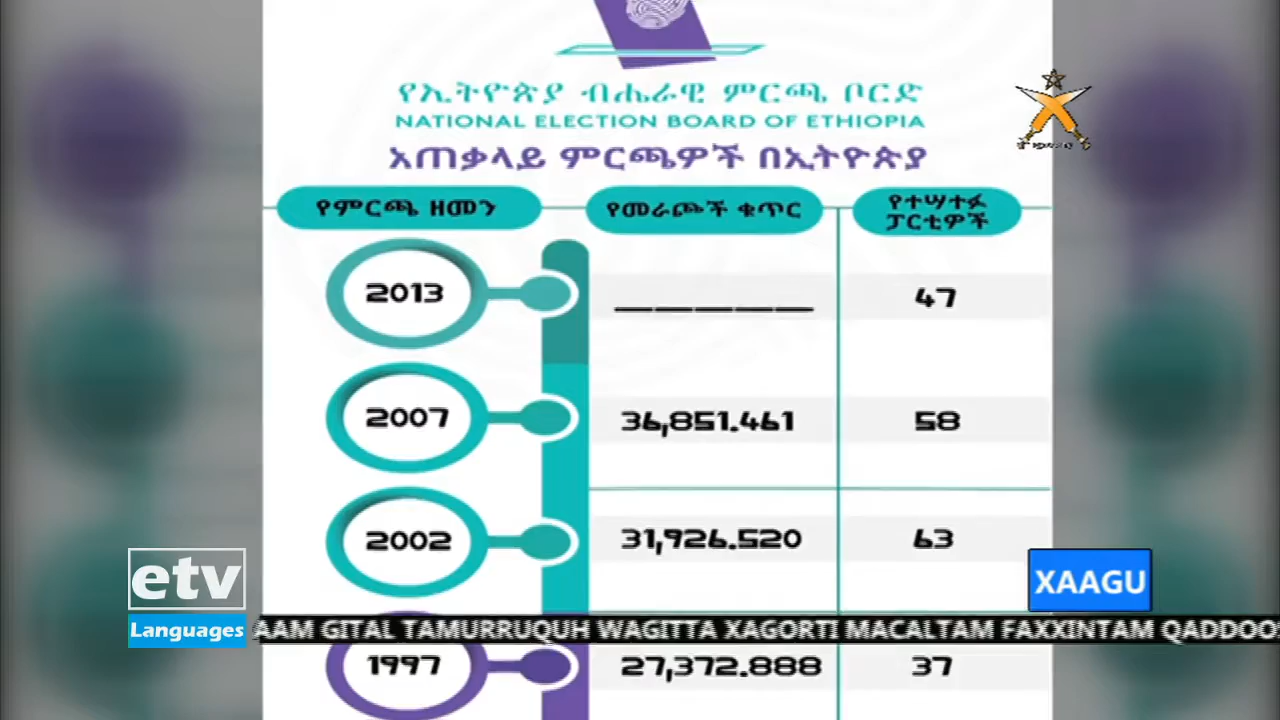 የኢትዮጵያ ብሔራዊ ምርጫ ቦርድ
NATIONAL ELECTION BOARD OF ETHIOPIA
አጠቃላይ ምርጫዎች በኢትዮጵያ
የምርጫ ዘመን
የመራጮች ቁጥር
የተሣተፉ
ፓርቲዎች
2013 __________ 47
2007 36,851.461 58
2002 31,926.520 63
etv
XAAGU
Languages
AAM GITAL TAMURRUQUH WAGITTA XAGORTI MACALTAM FAXXINTAM QADDOOS
1997 27,372.888 37